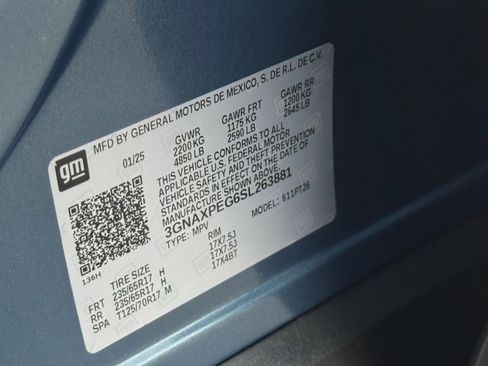 gm
MFD BY GENERAL MOTORS DE MEXICO, S. DE R.L. DE C.V.
01/25 GVWR GAWR FRT GAWR RR
2200 KG 1175 KG 1200 KG
4850 LB 2590 LB 2645 LB
THIS VEHICLE CONFORMS TO ALL
APPLICABLE U.S. FEDERAL MOTOR
VEHICLE SAFETY AND THEFT PREVENTION
STANDARDS IN EFFECT ON THE DATE OF
MANUFACTURE SHOWN ABOVE.
3GNAXPEG6SL263881
TYPE: MPV MODEL: 611PT26
136H
TIRE SIZE RIM
FRT 235/65R17 H 17X7.5J
RR 235/65R17 H 17X7.5J
SPA T125/70R17 M 17X4BT